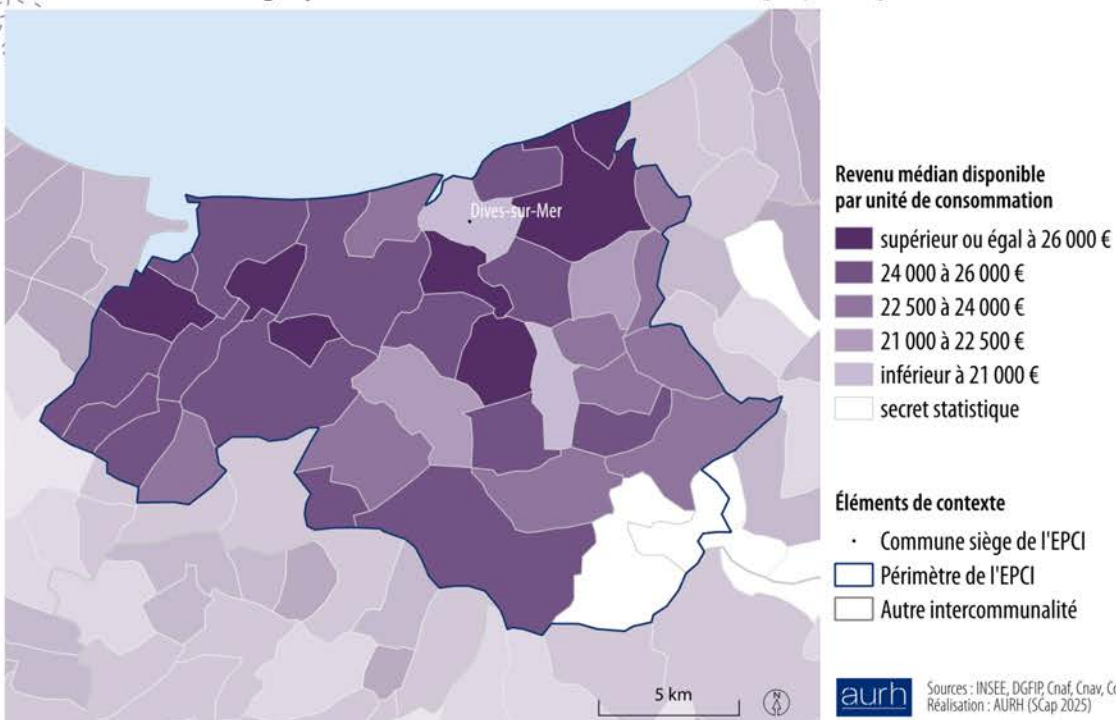 Dives-sur-Mer
Revenu médian disponible
par unité de consommation
supérieur ou égal à 26 000 €
24 000 à 26 000 €
22 500 à 24 000 €
21 000 à 22 500 €
inférieur à 21 000 €
secret statistique
Éléments de contexte
Commune siège de l'EPCI
Périmètre de l'EPCI
Autre intercommunalité
5 km
N
aurh
Sources : INSEE, DGFIP, Cnaf, Cnav,
Réalisation : AURH (SCap 2025)